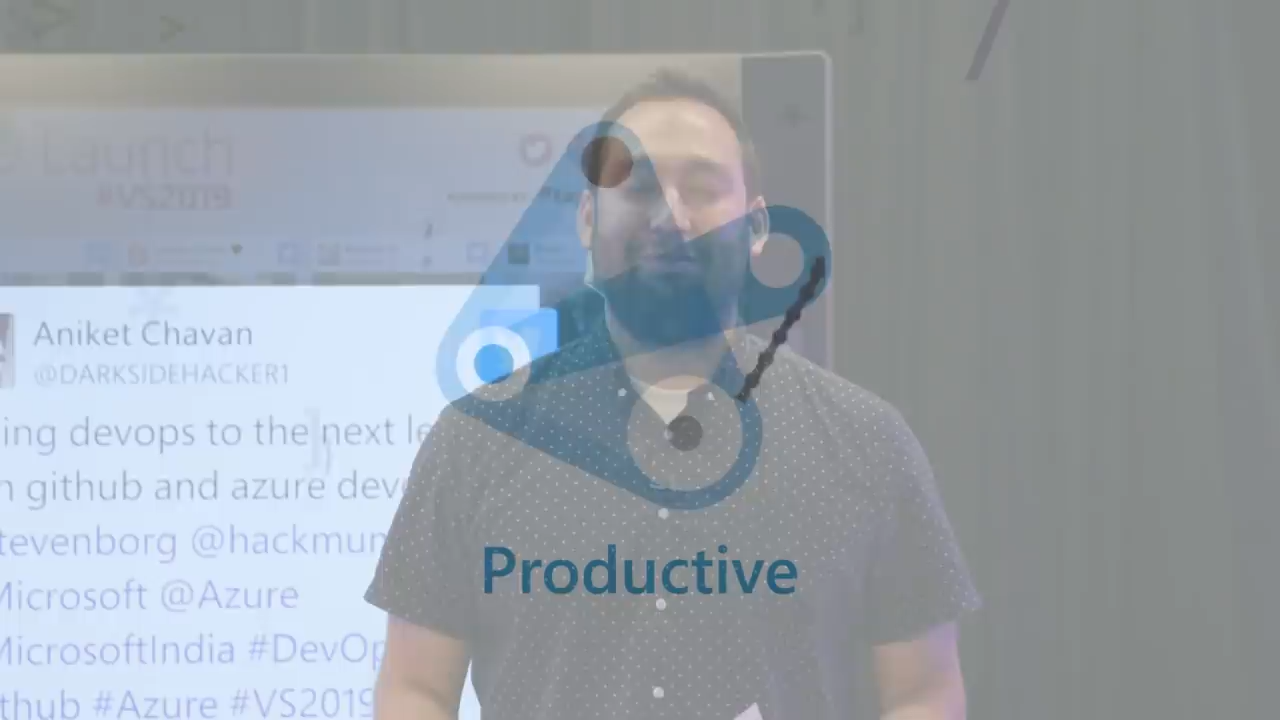 Launch
#VS2019
Aniket Chavan
@DARKSIDEHACKER1
ing devops to the next le
github and azure dev
tevenborg @hackmun
Microsoft @Azure
MicrosoftIndia #DevOp
thub #Azure #VS2019
Productive